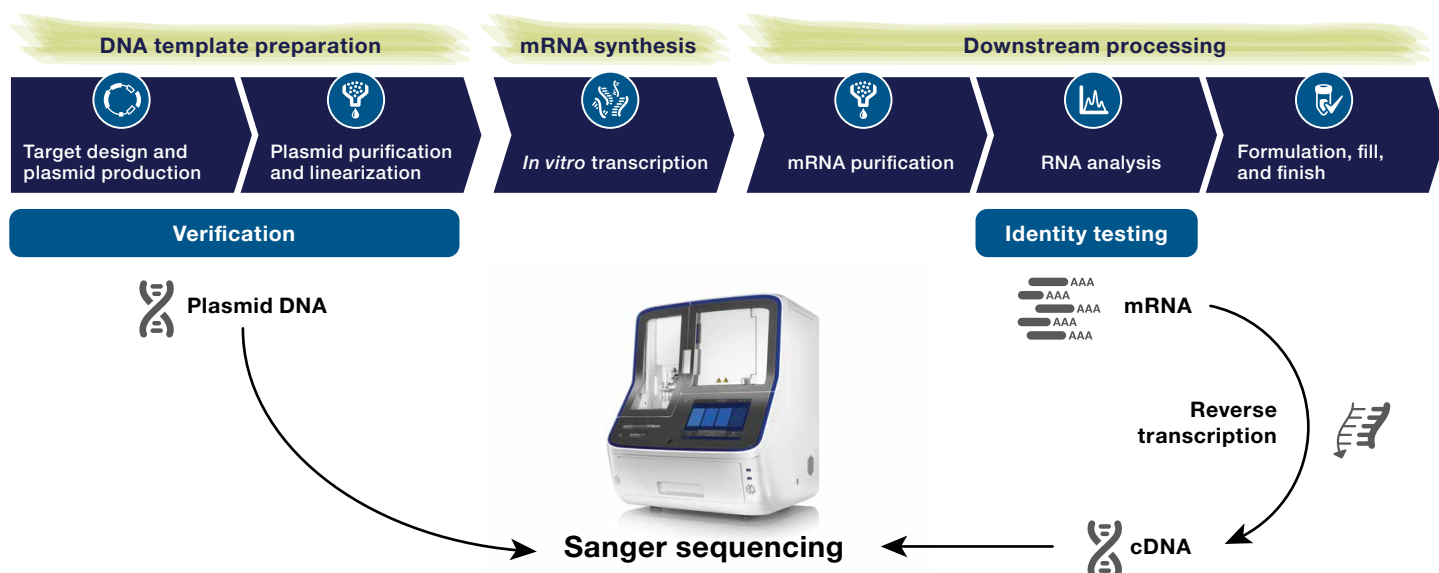 DNA template preparation
mRNA synthesis
Downstream processing
Target design and
plasmid production
Plasmid purification
and linearization
In vitro transcription
mRNA purification
RNA analysis
Formulation, fill,
and finish
Verification
Identity testing
Plasmid DNA
AAA
AAA
AAA
AAA
AAA
mRNA
Reverse
transcription
Sanger sequencing
cDNA